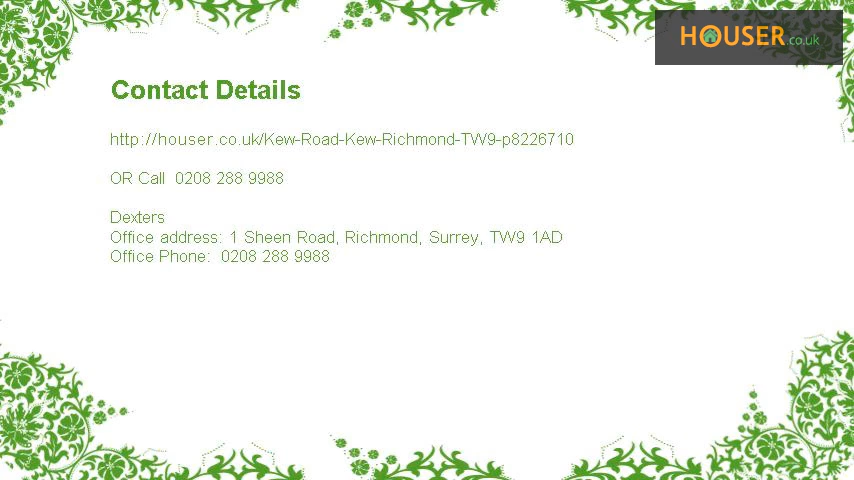 HOUSER.co.uk
Contact Details
http://houser.co.uk/Kew-Road-Kew-Richmond-TW9-p8226710
OR Call 0208 288 9988
Dexters
Office address: 1 Sheen Road, Richmond, Surrey, TW9 1AD
Office Phone: 0208 288 9988